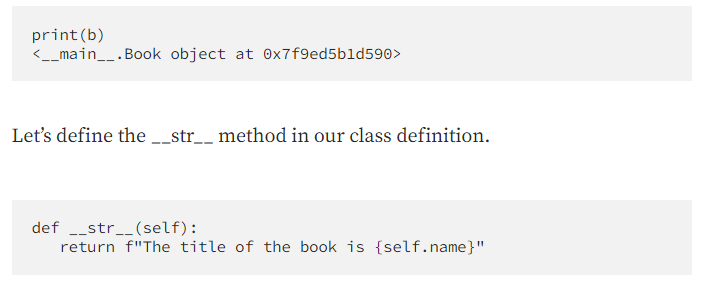 print(b)
<__main__.Book object at 0x7f9ed5b1d590>
Let’s define the __str__ method in our class definition.
def __str__(self):
   return f"The title of the book is {self.name}"